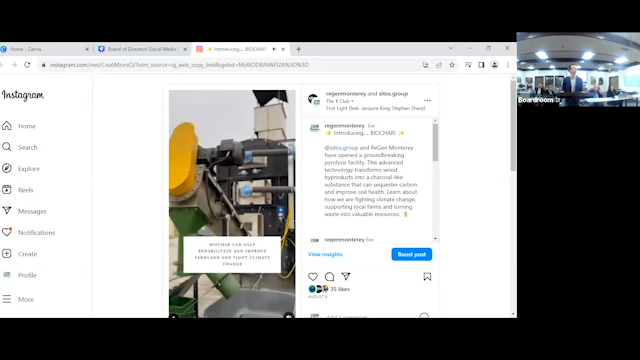 Home - Canva
Board of Directors Social Media
Introducing.... BIOCHAR!
Boardroom
Instagram
Home
Search
Explore
Reels
Messages
Notifications
Create
Profile
More
BIOCHAR CAN HELP
REHABILITATE AND IMPROVE
FARMLAND AND FIGHT CLIMATE
CHANGE
regenmonterey and sitos.group
The K Club •
First Light (feat. Jacquire King, Stephen Sharp)
regenmonterey 6w
✨ Introducing.... BIOCHAR! ✨
@sitos.group and ReGen Monterey
have opened a groundbreaking
pyrolysis facility. This advanced
technology transforms wood
byproducts into a charcoal-like
substance that can sequester carbon
and improve soil health. Learn about
how we are fighting climate change,
supporting local farms and turning
waste into valuable resources.
regenmonterey 6w
View insights
Boost post
35 likes
AUGUST 9